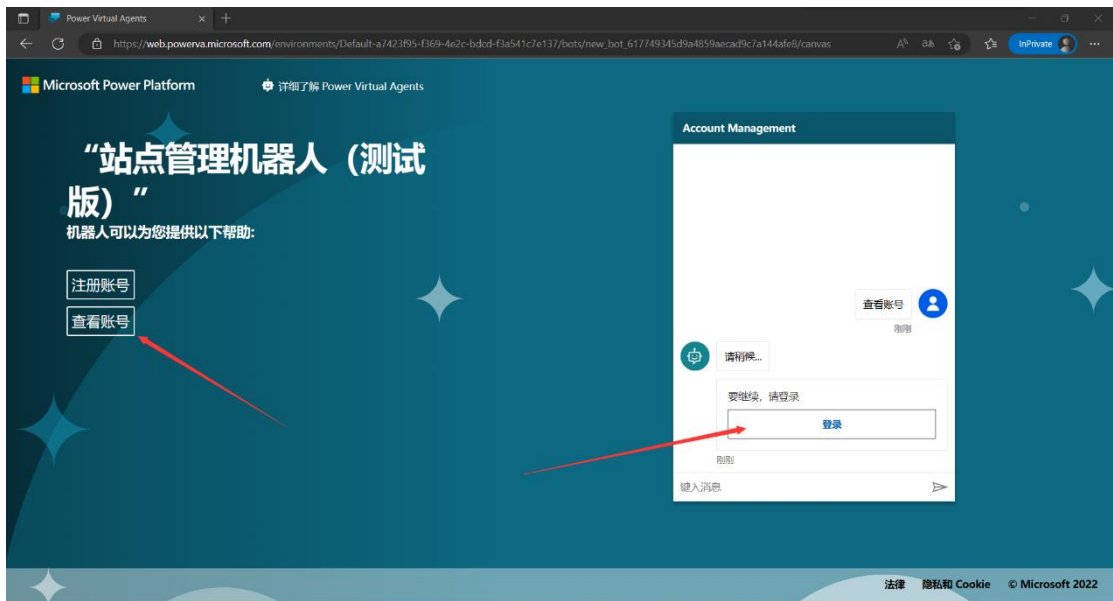 Power Virtual Agents
https://web.powerva.microsoft.com/environments/Default-a7423f95-f369-4e2c-bdcd-f3a541c7e137/bots/new_bot_617749345d9a4859aecad9c7a144afe8/canvas
InPrivate
Microsoft Power Platform
详细了解 Power Virtual Agents
“站点管理机器人（测试
版）”
机器人可以为您提供以下帮助:
注册账号
查看账号
Account Management
查看账号
刚刚
请稍候...
要继续，请登录
登录
刚刚
键入消息
法律 隐私和 Cookie © Microsoft 2022